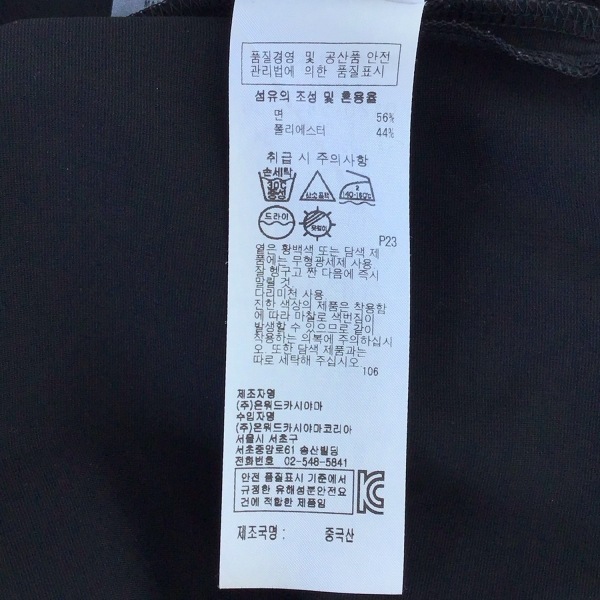 품질경영 및 공산품 안전
관리법에 의한 품질표시
섬유의 조성 및 혼용율
면 56%
폴리에스터 44%
취급 시 주의사항
손세탁
30℃
중성
산소표백
2
140-160℃
드라이
옷걸이
P23
옅은 황백색 또는 담색 제
품에는 무형광세제 사용
잘 헹구고 짠 다음에 즉시
말릴 것
다리미천 사용
진한 색상의 제품은 착용함
에 따라 마찰로 색번짐이
발생할 수 있으므로 같이
착용하는 의복에 주의하십시
오. 또한 담색 제품과는
따로 세탁해 주십시오.
106
제조자명
(주)온워드카시야마
수입자명
(주)온워드카시야마코리아
서울시 서초구
서초중앙로61 송산빌딩
전화번호 02-548-5841
안전 품질표시 기준에서
규정한 유해성분안전요
건에 적합한 제품임
KC
제조국명 : 중국산